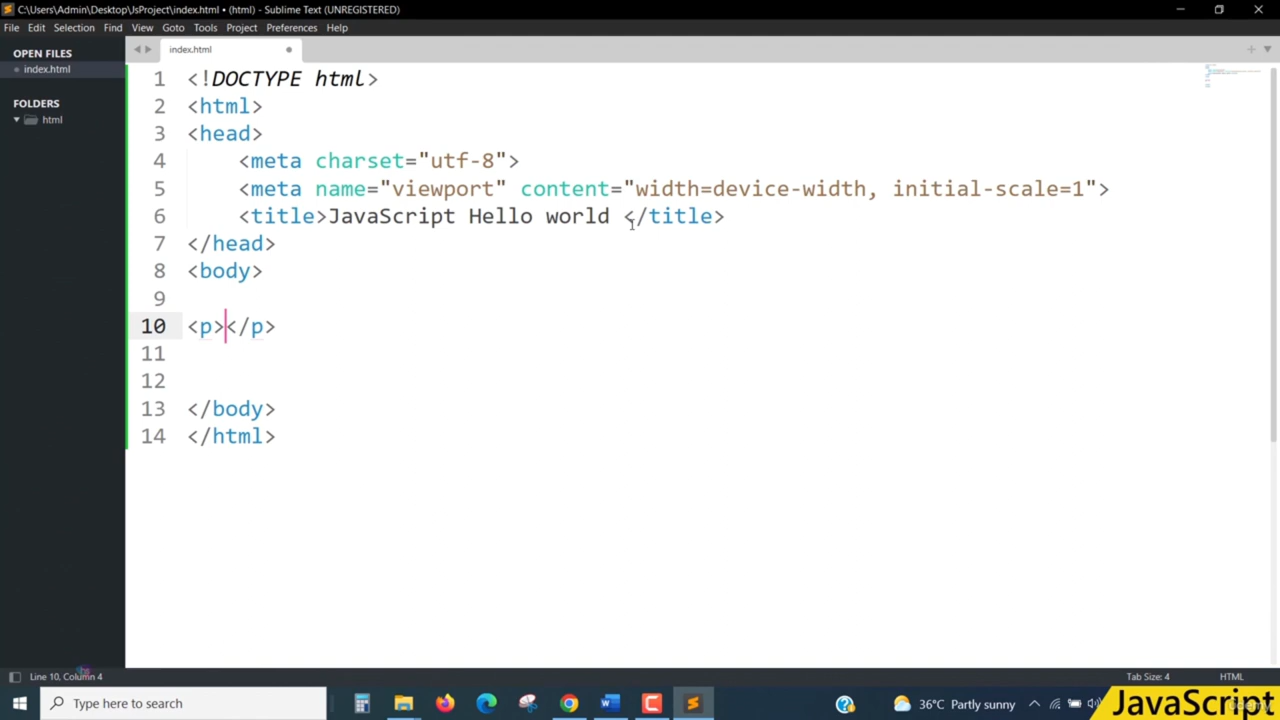 C:\Users\Admin\Desktop\JsProject\index.html • (html) - Sublime Text (UNREGISTERED)
File Edit Selection Find View Goto Tools Project Preferences Help
OPEN FILES
index.html
FOLDERS
html
index.html
1 <!DOCTYPE html>
2 <html>
3 <head>
4 <meta charset="utf-8">
5 <meta name="viewport" content="width=device-width, initial-scale=1">
6 <title>JavaScript Hello world </title>
7 </head>
8 <body>
9
10 <p></p>
11
12
13 </body>
14 </html>
Line 10, Column 4
Tab Size: 4
HTML
Type here to search
36°C Partly sunny
JavaScript